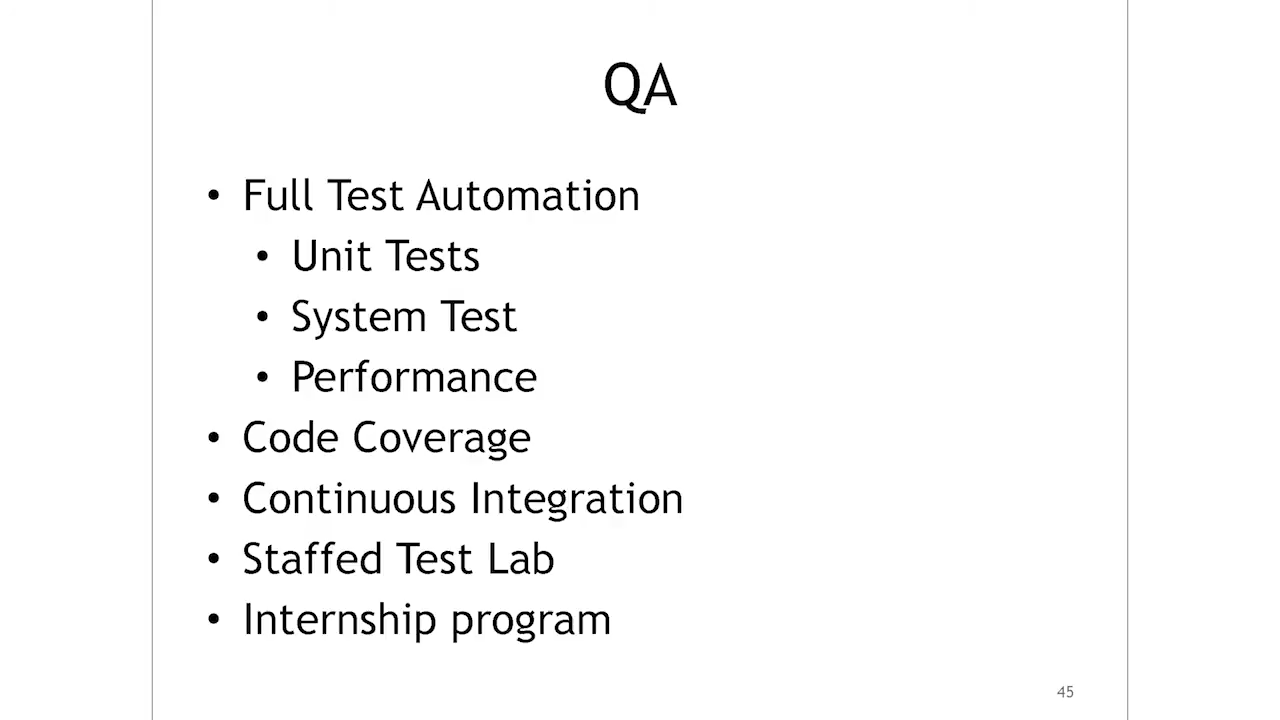 QA
• Full Test Automation
• Unit Tests
• System Test
• Performance
• Code Coverage
• Continuous Integration
• Staffed Test Lab
• Internship program
45